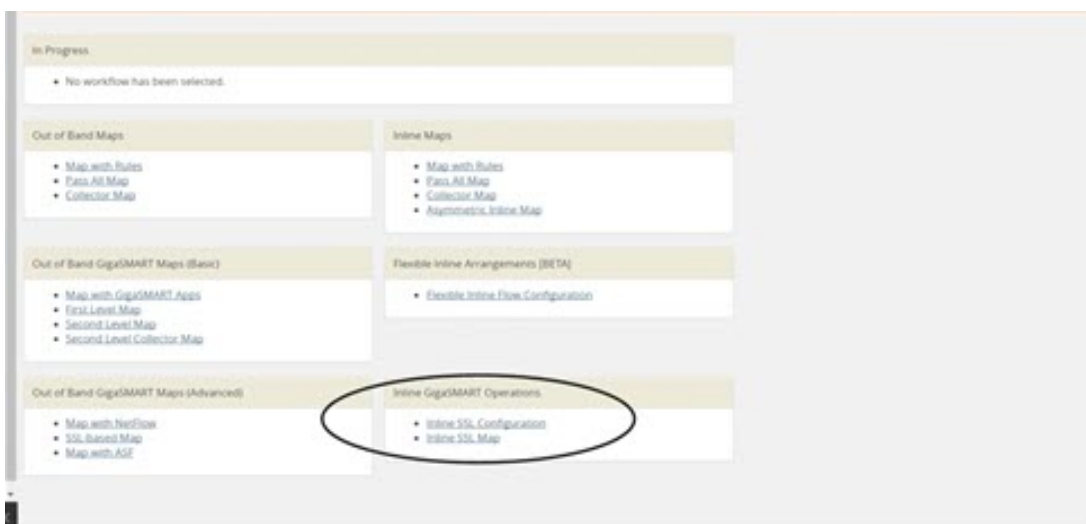 In Progress
No workflow has been selected.
Out of Band Maps
Map with Rules
Pass All Map
Collector Map
Inline Maps
Map with Rules
Pass All Map
Collector Map
Asymmetric Inline Map
Out of Band GigaSMART Maps (Basic)
Map with GigaSMART Apps
First Level Map
Second Level Map
Second Level Collector Map
Flexible Inline Arrangements [BETA]
Flexible Inline Flow Configuration
Out of Band GigaSMART Maps (Advanced)
Map with NetFlow
SSL-Based Map
Map with ASF
Inline GigaSMART Operations
Inline SSL Configuration
Inline SSL Map